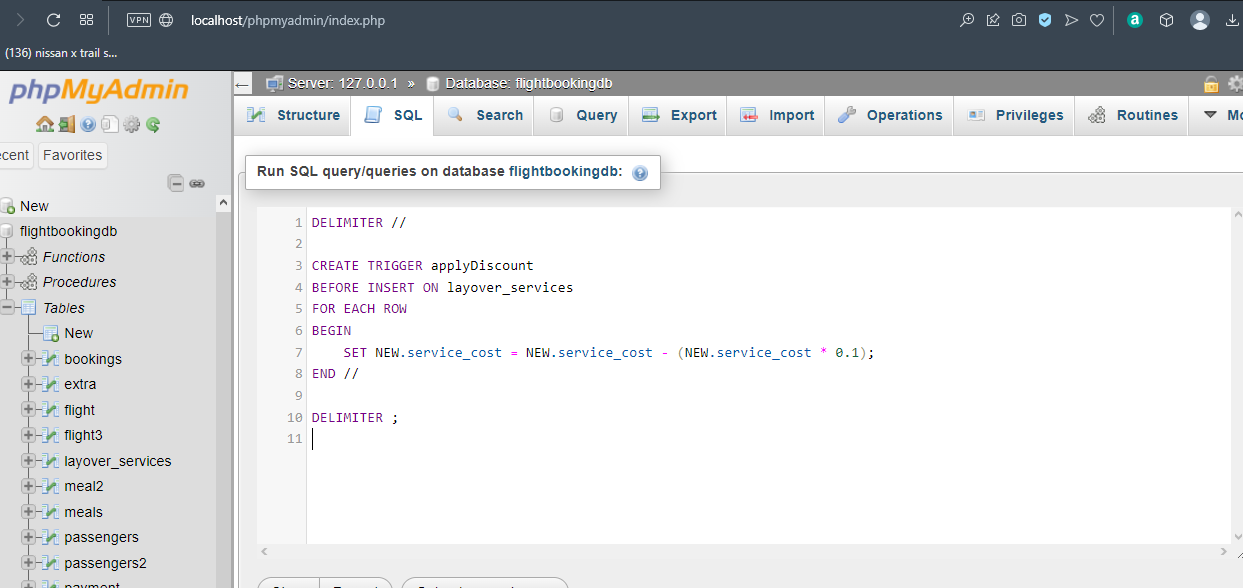 VPN localhost/phpmyadmin/index.php a
(136) nissan x trail s...
phpMyAdmin
← Server: 127.0.0.1 » Database: flightbookingdb
Structure SQL Search Query Export Import Operations Privileges Routines Mo
ecent Favorites
New
flightbookingdb
Functions
Procedures
Tables
New
bookings
extra
flight
flight3
layover_services
meal2
meals
passengers
passengers2
payment
Run SQL query/queries on database flightbookingdb:
1 DELIMITER //
2
3 CREATE TRIGGER applyDiscount
4 BEFORE INSERT ON layover_services
5 FOR EACH ROW
6 BEGIN
7 SET NEW.service_cost = NEW.service_cost - (NEW.service_cost * 0.1);
8 END //
9
10 DELIMITER ;
11